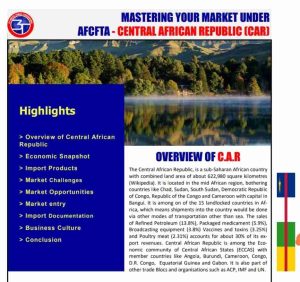 3T
MASTERING YOUR MARKET UNDER
AFCFTA - CENTRAL AFRICAN REPUBLIC (CAR)
Highlights
> Overview of Central African
Republic
> Economic Snapshot
> Import Products
> Market Challenges
> Market Opportunities
> Market entry
> Import Documentation
> Business Culture
> Conclusion
OVERVIEW OF C.A.R
The Central African Republic, is a sub-Saharan African country
with combined land area of about 622,980 square kilometres
(Wikipedia). It is located in the mid African region, bothering
countries like Chad, Sudan, South Sudan, Democratic Republic
of Congo, Republic of the Congo and Cameroon with capital in
Bangui. It is among on of the 15 landlocked countries in Af-
rica, which means shipments into the country would be done
via other modes of transportation other than sea. The sales
of Refined Petroleum (13.8%), Packaged medicament (5.9%),
Broadcasting equipment (3.8%) Vaccines and toxins (3.25%)
and Poultry meat (2.31%) accounts for about 30% of its ex-
port revenues. Central African Republic is among the Eco-
nomic community of Central African States (ECCAS) with
member countries like Angola, Burundi, Cameroon, Congo,
D.R. Congo, Equatorial Guinea and Gabon. It is also part of
other trade Blocs and organisations such as ACP, IMF and UN.